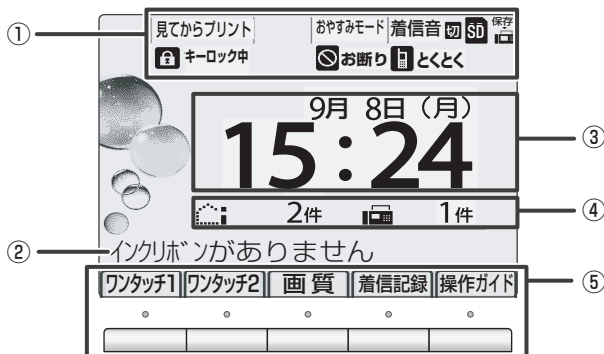 ① 見てからプリント おやすみモード 着信音 切 SD 保存
キーロック中 お断り とくとく
9月 8日（月） ③
15：24
2件 1件 ④
② インクリボンがありません
ワンタッチ1 ワンタッチ2 画質 着信記録 操作ガイド ⑤